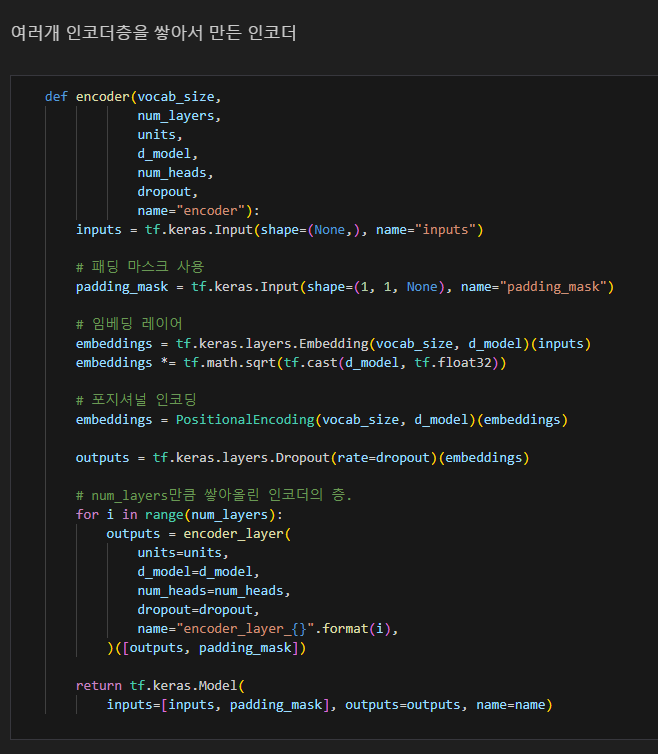 여러개 인코더층을 쌓아서 만든 인코더
def encoder(vocab_size,
num_layers,
units,
d_model,
num_heads,
dropout,
name="encoder"):
inputs = tf.keras.Input(shape=(None,), name="inputs")
# 패딩 마스크 사용
padding_mask = tf.keras.Input(shape=(1, 1, None), name="padding_mask")
# 임베딩 레이어
embeddings = tf.keras.layers.Embedding(vocab_size, d_model)(inputs)
embeddings *= tf.math.sqrt(tf.cast(d_model, tf.float32))
# 포지셔널 인코딩
embeddings = PositionalEncoding(vocab_size, d_model)(embeddings)
outputs = tf.keras.layers.Dropout(rate=dropout)(embeddings)
# num_layers만큼 쌓아올린 인코더의 층.
for i in range(num_layers):
outputs = encoder_layer(
units=units,
d_model=d_model,
num_heads=num_heads,
dropout=dropout,
name="encoder_layer_{}".format(i),
)([outputs, padding_mask])
return tf.keras.Model(
inputs=[inputs, padding_mask], outputs=outputs, name=name)